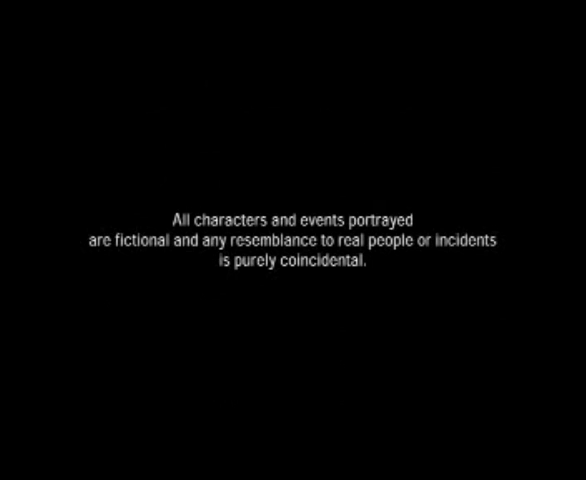 All characters and events portrayed
are fictional and any resemblance to real people or incidents
is purely coincidental.